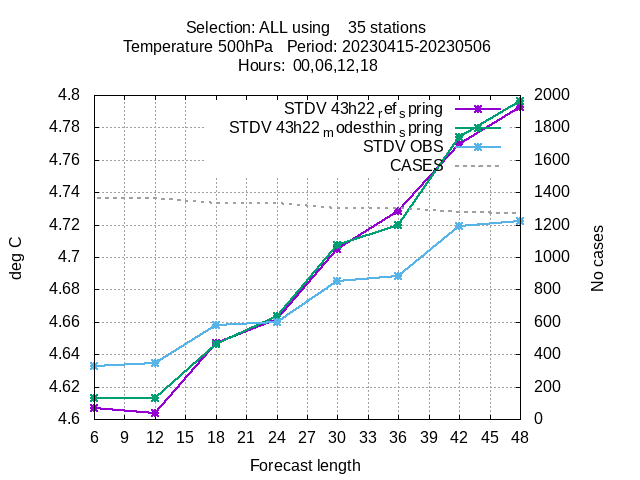 Selection: ALL using 35 stations
Temperature 500hPa Period: 20230415-20230506
Hours: 00,06,12,18
STDV 43h22 ref spring
STDV 43h22 modesthin spring
STDV OBS
CASES
4.8
4.78
4.76
4.74
4.72
4.7
4.68
4.66
4.64
4.62
4.6
deg C
2000
1800
1600
1400
1200
1000
800
600
400
200
0
No cases
6 9 12 15 18 21 24 27 30 33 36 39 42 45 48
Forecast length